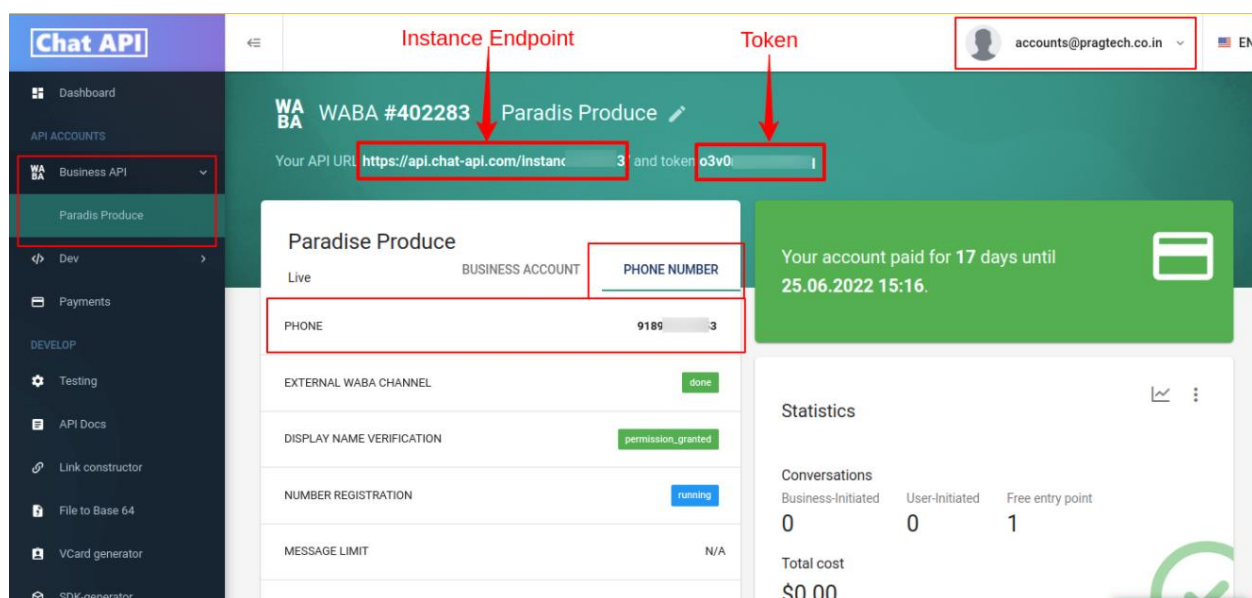 Chat API
Instance Endpoint
Token
accounts@pragtech.co.in
EN
Dashboard
API ACCOUNTS
WA BA Business API
Paradis Produce
Dev
Payments
DEVELOP
Testing
API Docs
Link constructor
File to Base 64
VCard generator
SDK-generator
WA BA WABA #402283 Paradis Produce
Your API URL https://api.chat-api.com/instanc 3' and token o3v0
Paradise Produce
Live
BUSINESS ACCOUNT
PHONE NUMBER
PHONE 9189 3
EXTERNAL WABA CHANNEL done
DISPLAY NAME VERIFICATION permission_granted
NUMBER REGISTRATION running
MESSAGE LIMIT N/A
Your account paid for 17 days until
25.06.2022 15:16.
Statistics
Conversations
Business-Initiated User-Initiated Free entry point
0 0 1
Total cost
$0.00